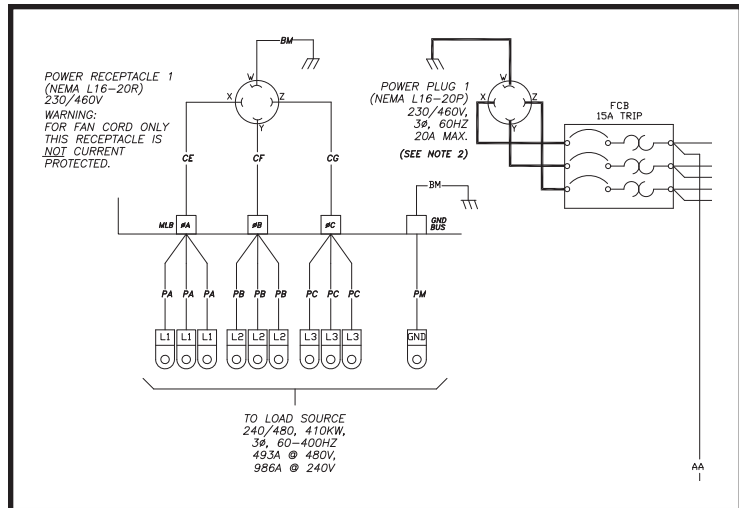 BM
POWER RECEPTACLE 1
(NEMA L16-20R)
230/460V
WARNING:
FOR FAN CORD ONLY
THIS RECEPTACLE IS
NOT CURRENT
PROTECTED.
W
X
Z
Y
CE
CF
CG
POWER PLUG 1
(NEMA L16-20P)
230/460V,
3ø, 60HZ
20A MAX.
(SEE NOTE 2)
W
X
Z
Y
FCB
15A TRIP
BM
MLB
øA
øB
øC
GND
BUS
PA PA PA PB PB PB PC PC PC PM
L1 L1 L1 L2 L2 L2 L3 L3 L3 GND
TO LOAD SOURCE
240/480, 410KW,
3ø, 60-400HZ
493A @ 480V,
986A @ 240V
AA